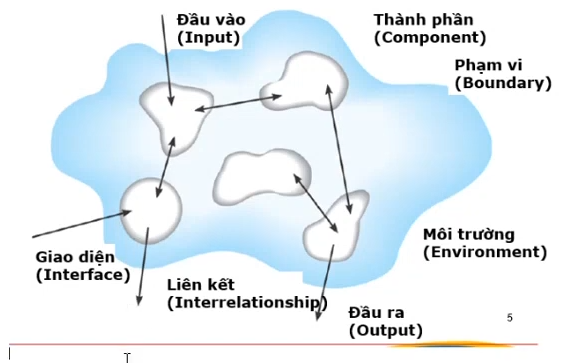 Đầu vào
(Input)
Thành phần
(Component)
Phạm vi
(Boundary)
Môi trường
(Environment)
Giao diện
(Interface)
Liên kết
(Interrelationship)
Đầu ra
(Output)
5